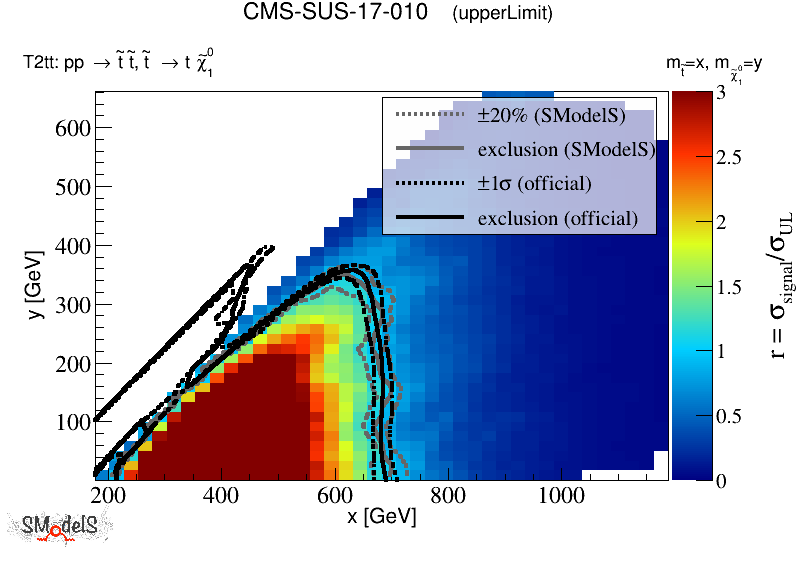 CMS-SUS-17-010 (upperLimit)
T2tt: pp → t̃ t̃, t̃ → t χ̃⁰₁
m_t̃=x, m_χ̃⁰₁=y
±20% (SModelS)
exclusion (SModelS)
±1σ (official)
exclusion (official)
y [GeV]
600
500
400
300
200
100
200
400
600
800
1000
x [GeV]
3
2.5
2
1.5
1
0.5
0
r = σ_signal/σ_UL
SModelS